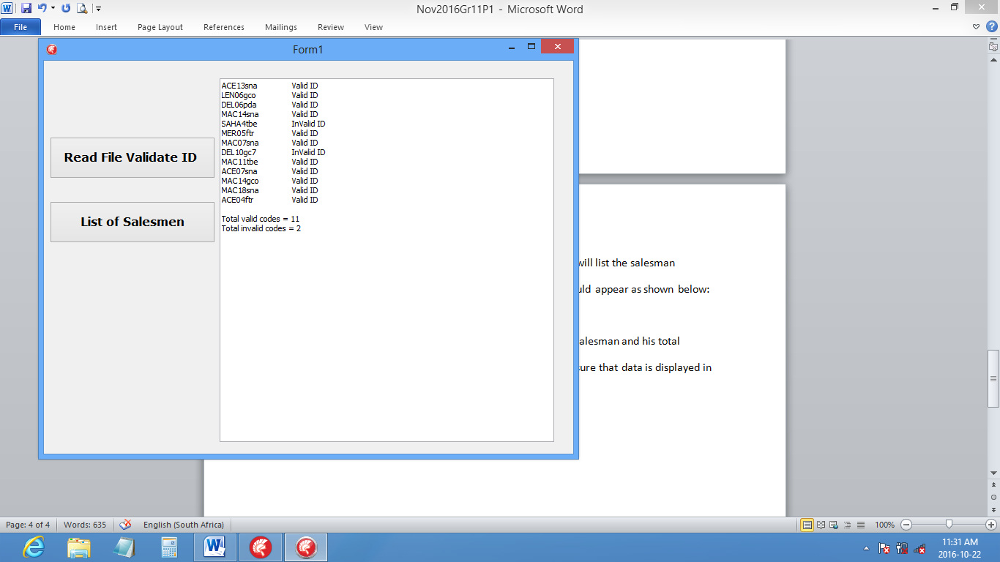 Nov2016Gr11P1 - Microsoft Word
File Home Insert Page Layout References Mailings Review View
Form1
Read File Validate ID
List of Salesmen
ACE13sna Valid ID
LEN06gco Valid ID
DEL06pda Valid ID
MAC14sna Valid ID
SAHA4tbe InValid ID
MER05ftr Valid ID
MAC07sna Valid ID
DEL10gc7 InValid ID
MAC11tbe Valid ID
ACE07sna Valid ID
MAC14gco Valid ID
MAC18sna Valid ID
ACE04ftr Valid ID
Total valid codes = 11
Total invalid codes = 2
will list the salesman
uld appear as shown below:
alesman and his total
sure that data is displayed in
Page: 4 of 4 Words: 635 English (South Africa) 100%
11:31 AM
2016-10-22